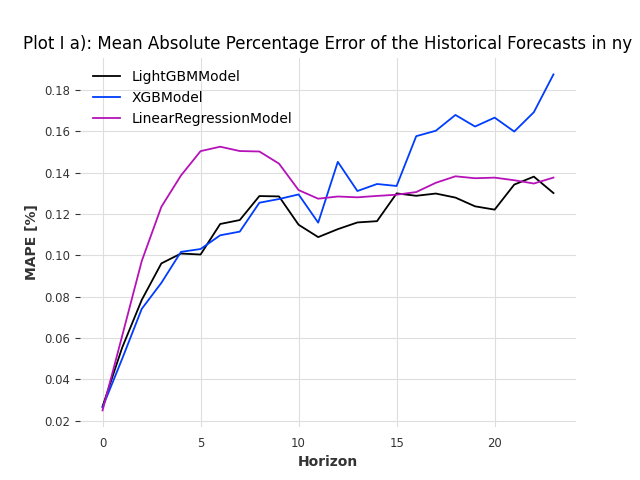 Plot I a): Mean Absolute Percentage Error of the Historical Forecasts in ny
LightGBMModel
XGBModel
LinearRegressionModel
0.18
0.16
0.14
0.12
0.10
0.08
0.06
0.04
0.02
MAPE [%]
0 5 10 15 20
Horizon